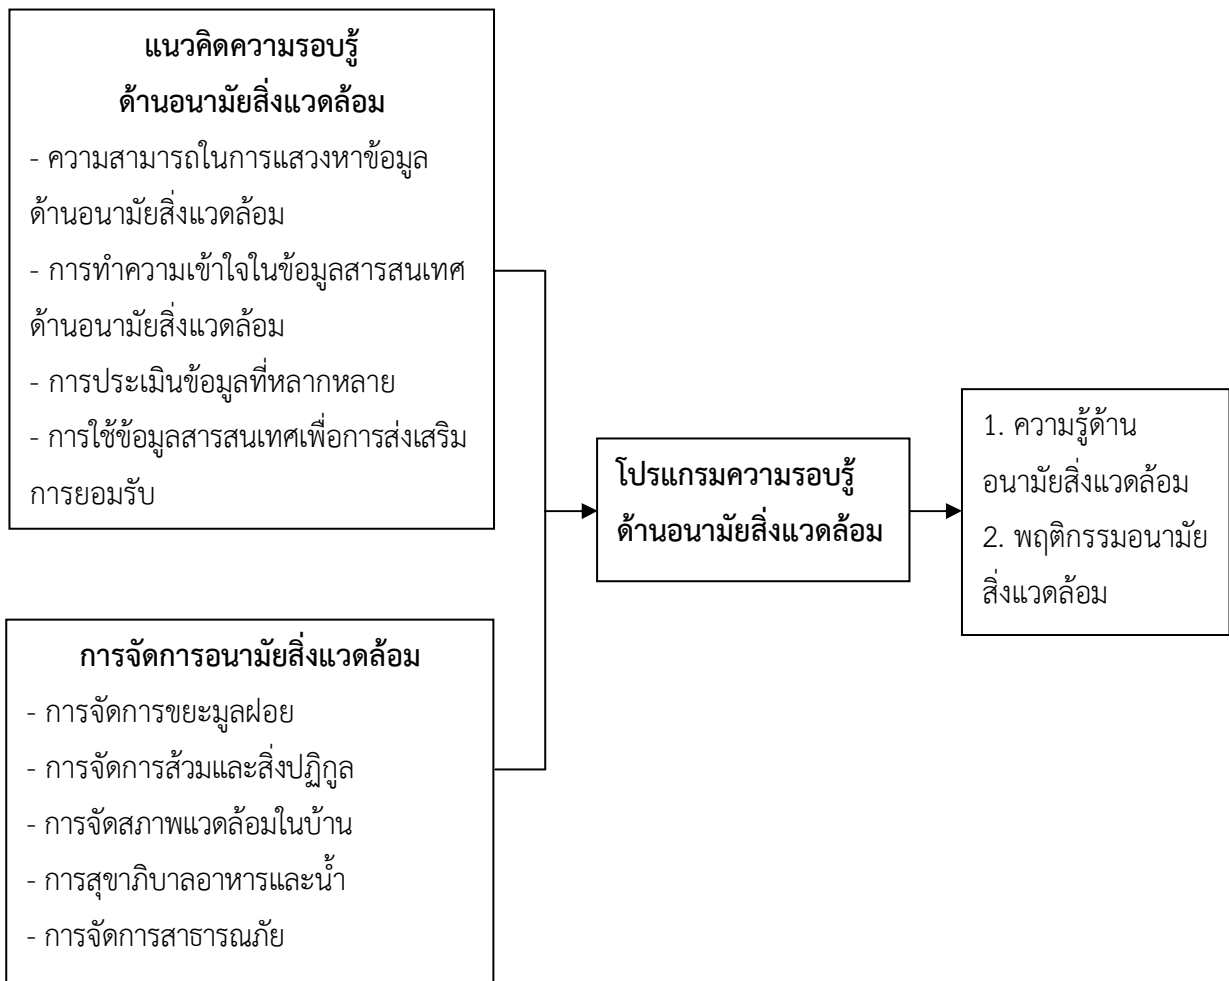 แนวคิดความรอบรู้
ด้านอนามัยสิ่งแวดล้อม
- ความสามารถในการแสวงหาข้อมูล
ด้านอนามัยสิ่งแวดล้อม
- การทำความเข้าใจในข้อมูลสารสนเทศ
ด้านอนามัยสิ่งแวดล้อม
- การประเมินข้อมูลที่หลากหลาย
- การใช้ข้อมูลสารสนเทศเพื่อการส่งเสริม
การยอมรับ
การจัดการอนามัยสิ่งแวดล้อม
- การจัดการขยะมูลฝอย
- การจัดการส้วมและสิ่งปฏิกูล
- การจัดสภาพแวดล้อมในบ้าน
- การสุขาภิบาลอาหารและน้ำ
- การจัดการสาธารณภัย
โปรแกรมความรอบรู้
ด้านอนามัยสิ่งแวดล้อม
1. ความรู้ด้าน
อนามัยสิ่งแวดล้อม
2. พฤติกรรมอนามัย
สิ่งแวดล้อม